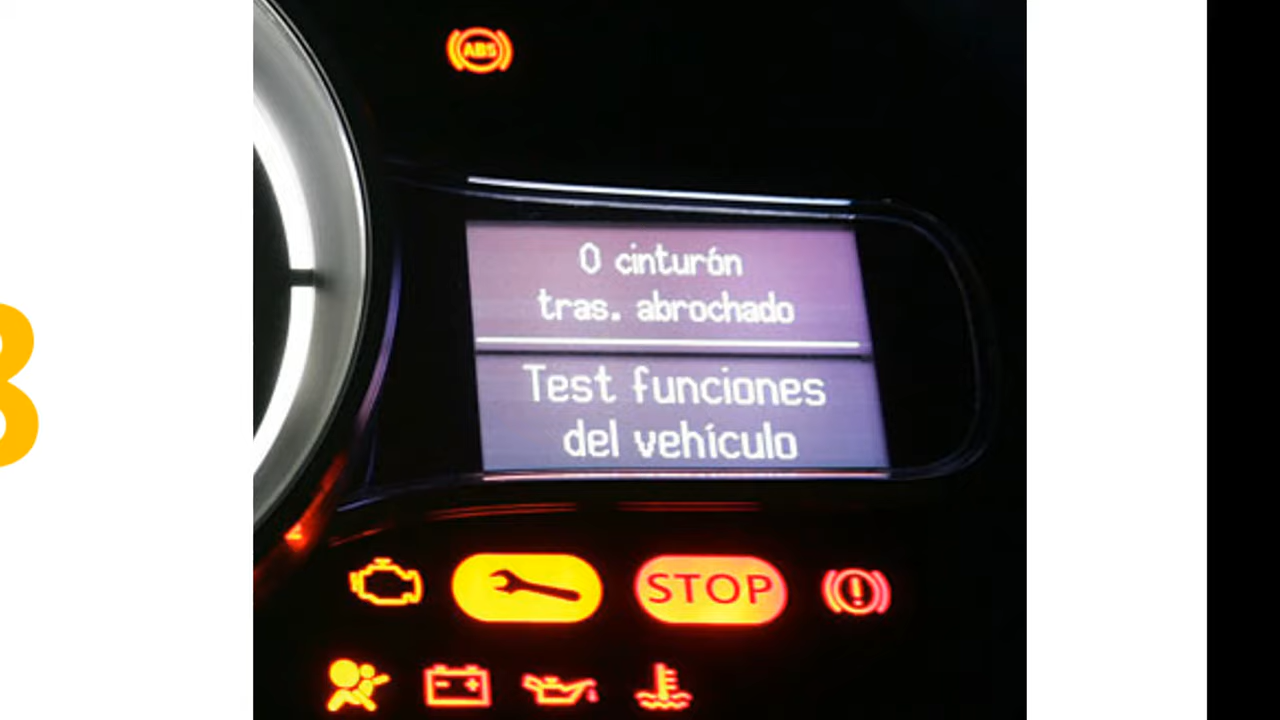 ABS
0 cinturón
tras. abrochado
Test funciones
del vehículo
STOP